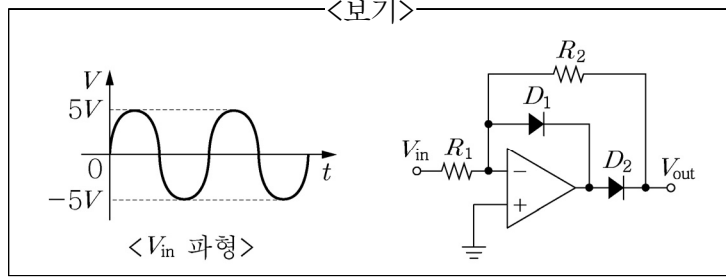 <보기>
V
5V
0
t
-5V
<Vin 파형>
R2
D1
Vin R1
D2
Vout
−
+